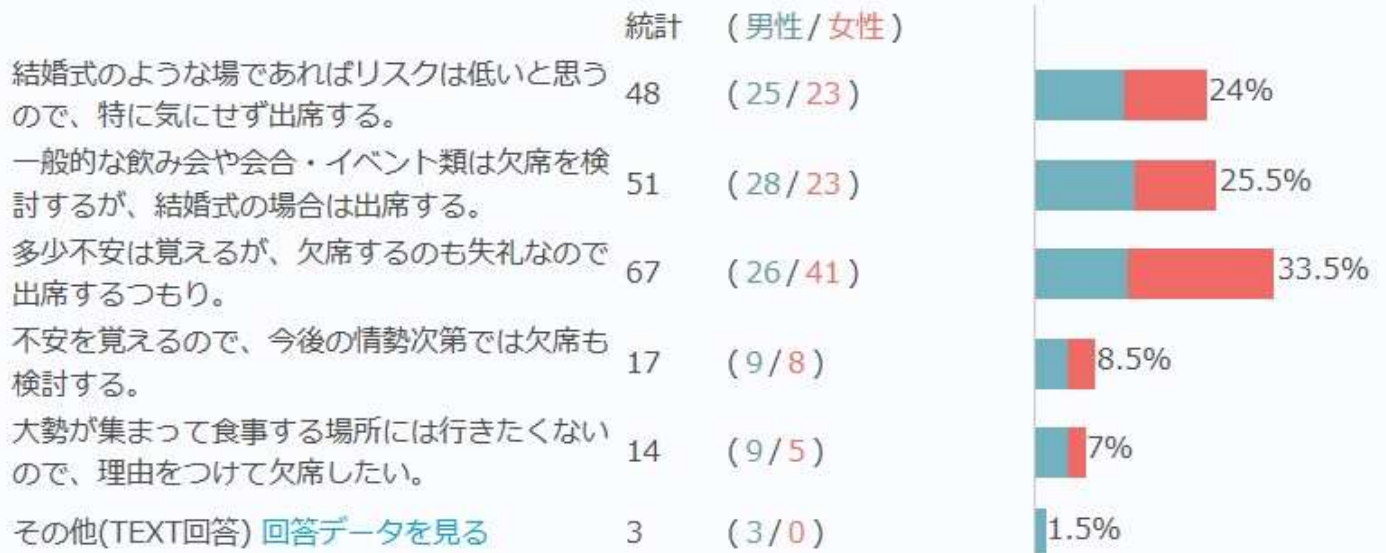 統計 (男性/女性)
結婚式のような場であればリスクは低いと思う
ので、特に気にせず出席する。 48 (25/23) 24%
一般的な飲み会や会合・イベント類は欠席を検
討するが、結婚式の場合は出席する。 51 (28/23) 25.5%
多少不安は覚えるが、欠席するのも失礼なので
出席するつもり。 67 (26/41) 33.5%
不安を覚えるので、今後の情勢次第では欠席も
検討する。 17 (9/8) 8.5%
大勢が集まって食事する場所には行きたくない
ので、理由をつけて欠席したい。 14 (9/5) 7%
その他(TEXT回答) 回答データを見る 3 (3/0) 1.5%